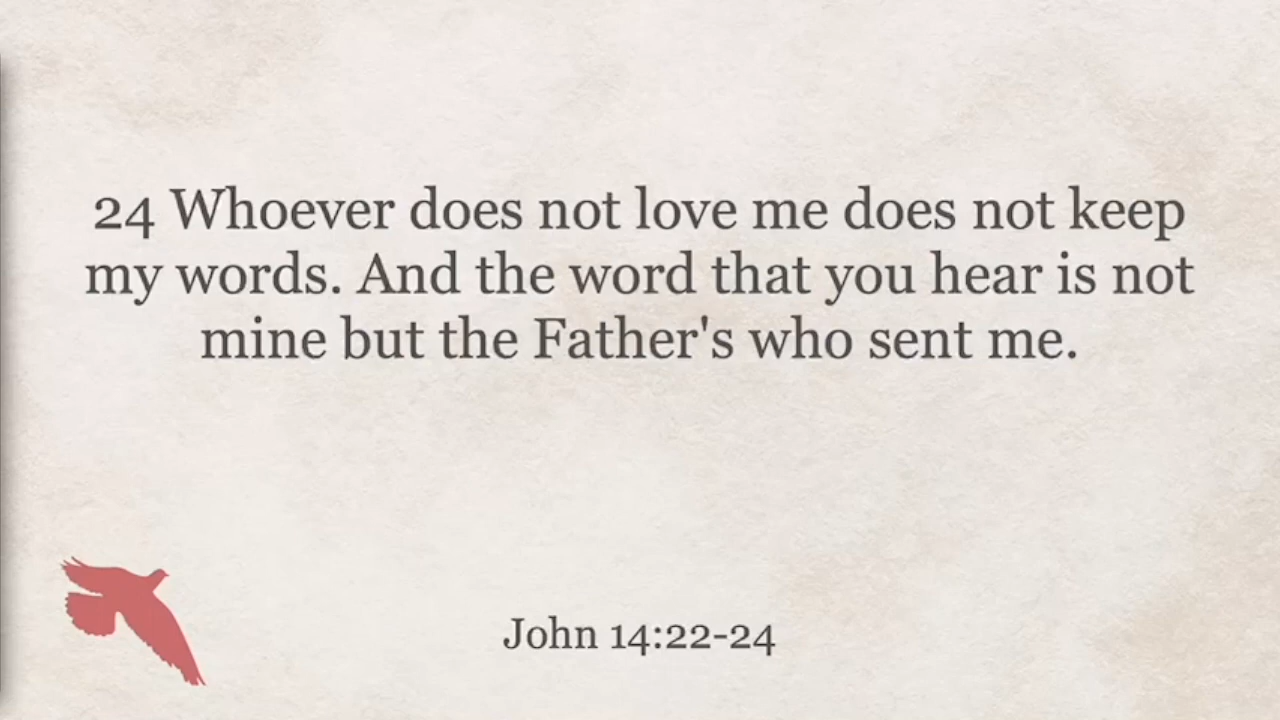 24 Whoever does not love me does not keep
my words. And the word that you hear is not
mine but the Father's who sent me.
John 14:22-24